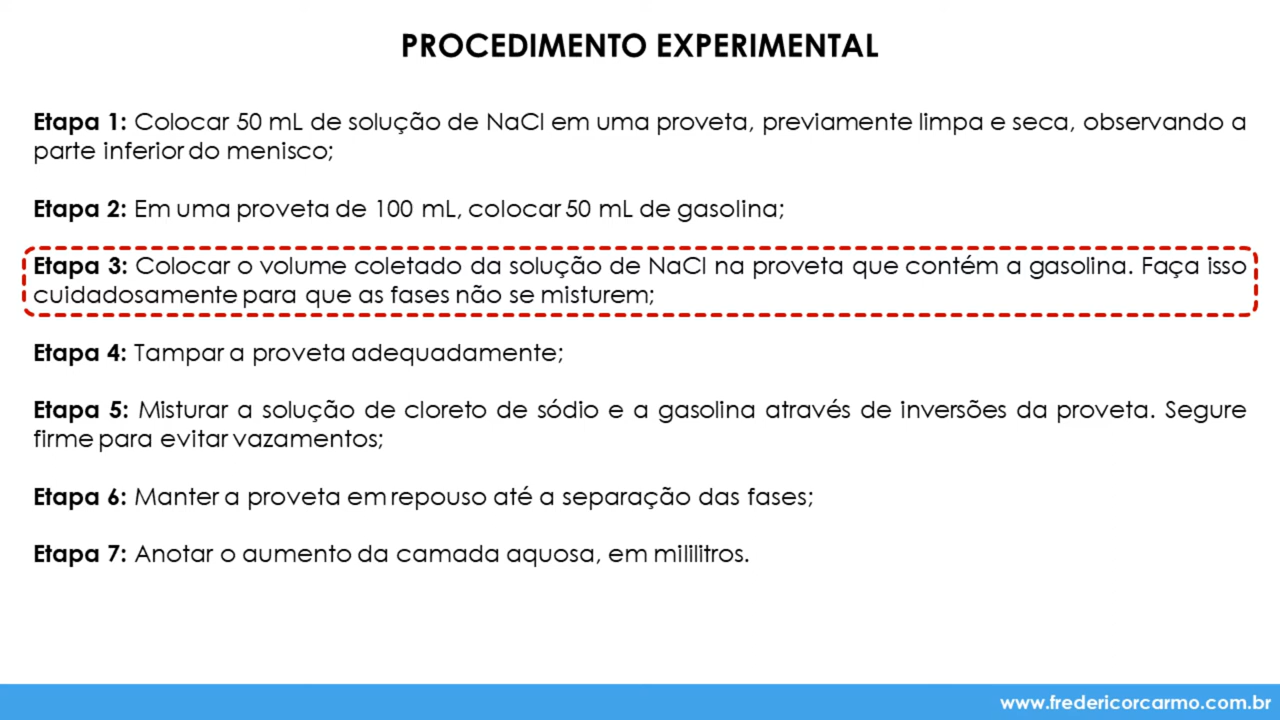 PROCEDIMENTO EXPERIMENTAL
Etapa 1: Colocar 50 mL de solução de NaCl em uma proveta, previamente limpa e seca, observando a
parte inferior do menisco;
Etapa 2: Em uma proveta de 100 mL, colocar 50 mL de gasolina;
Etapa 3: Colocar o volume coletado da solução de NaCl na proveta que contém a gasolina. Faça isso
cuidadosamente para que as fases não se misturem;
Etapa 4: Tampar a proveta adequadamente;
Etapa 5: Misturar a solução de cloreto de sódio e a gasolina através de inversões da proveta. Segure
firme para evitar vazamentos;
Etapa 6: Manter a proveta em repouso até a separação das fases;
Etapa 7: Anotar o aumento da camada aquosa, em mililitros.
www.fredericorcarmo.com.br